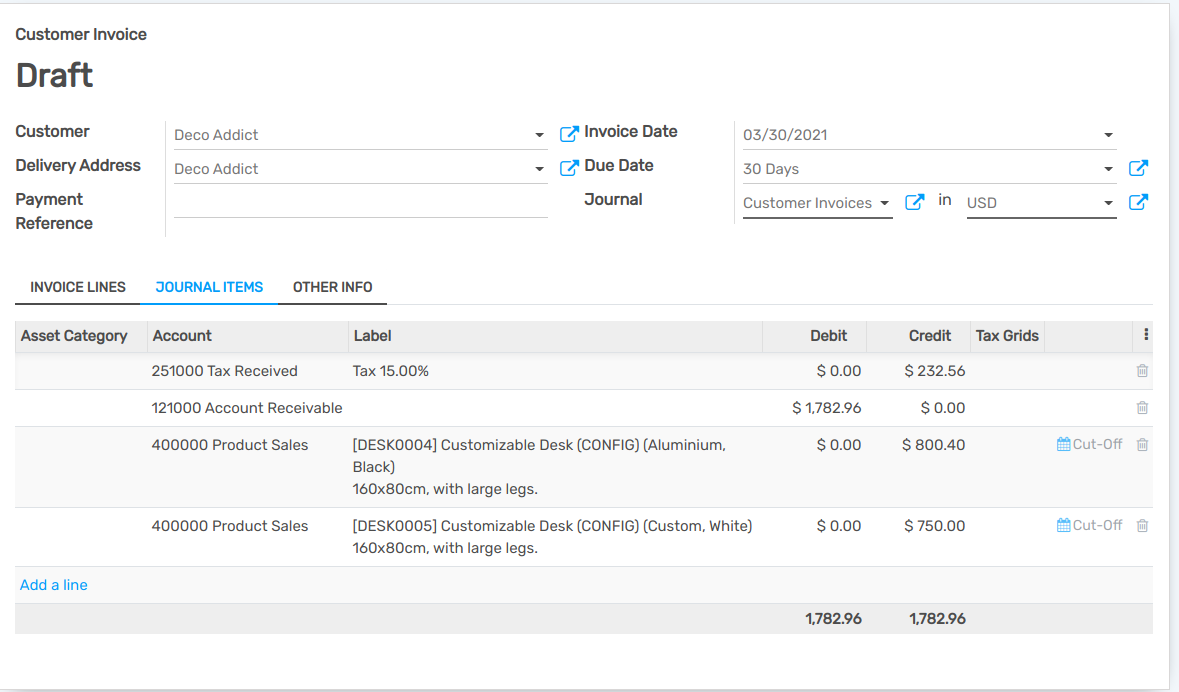 Customer Invoice
Draft
Customer
Deco Addict
Invoice Date
03/30/2021
Delivery Address
Deco Addict
Due Date
30 Days
Payment
Reference
Journal
Customer Invoices
in
USD
INVOICE LINES JOURNAL ITEMS OTHER INFO
Asset Category Account Label Debit Credit Tax Grids
251000 Tax Received Tax 15.00% $ 0.00 $ 232.56
121000 Account Receivable $ 1,782.96 $ 0.00
400000 Product Sales [DESK0004] Customizable Desk (CONFIG) (Aluminium, $ 0.00 $ 800.40 Cut-Off
Black)
160x80cm, with large legs.
400000 Product Sales [DESK0005] Customizable Desk (CONFIG) (Custom, White) $ 0.00 $ 750.00 Cut-Off
160x80cm, with large legs.
Add a line
1,782.96 1,782.96